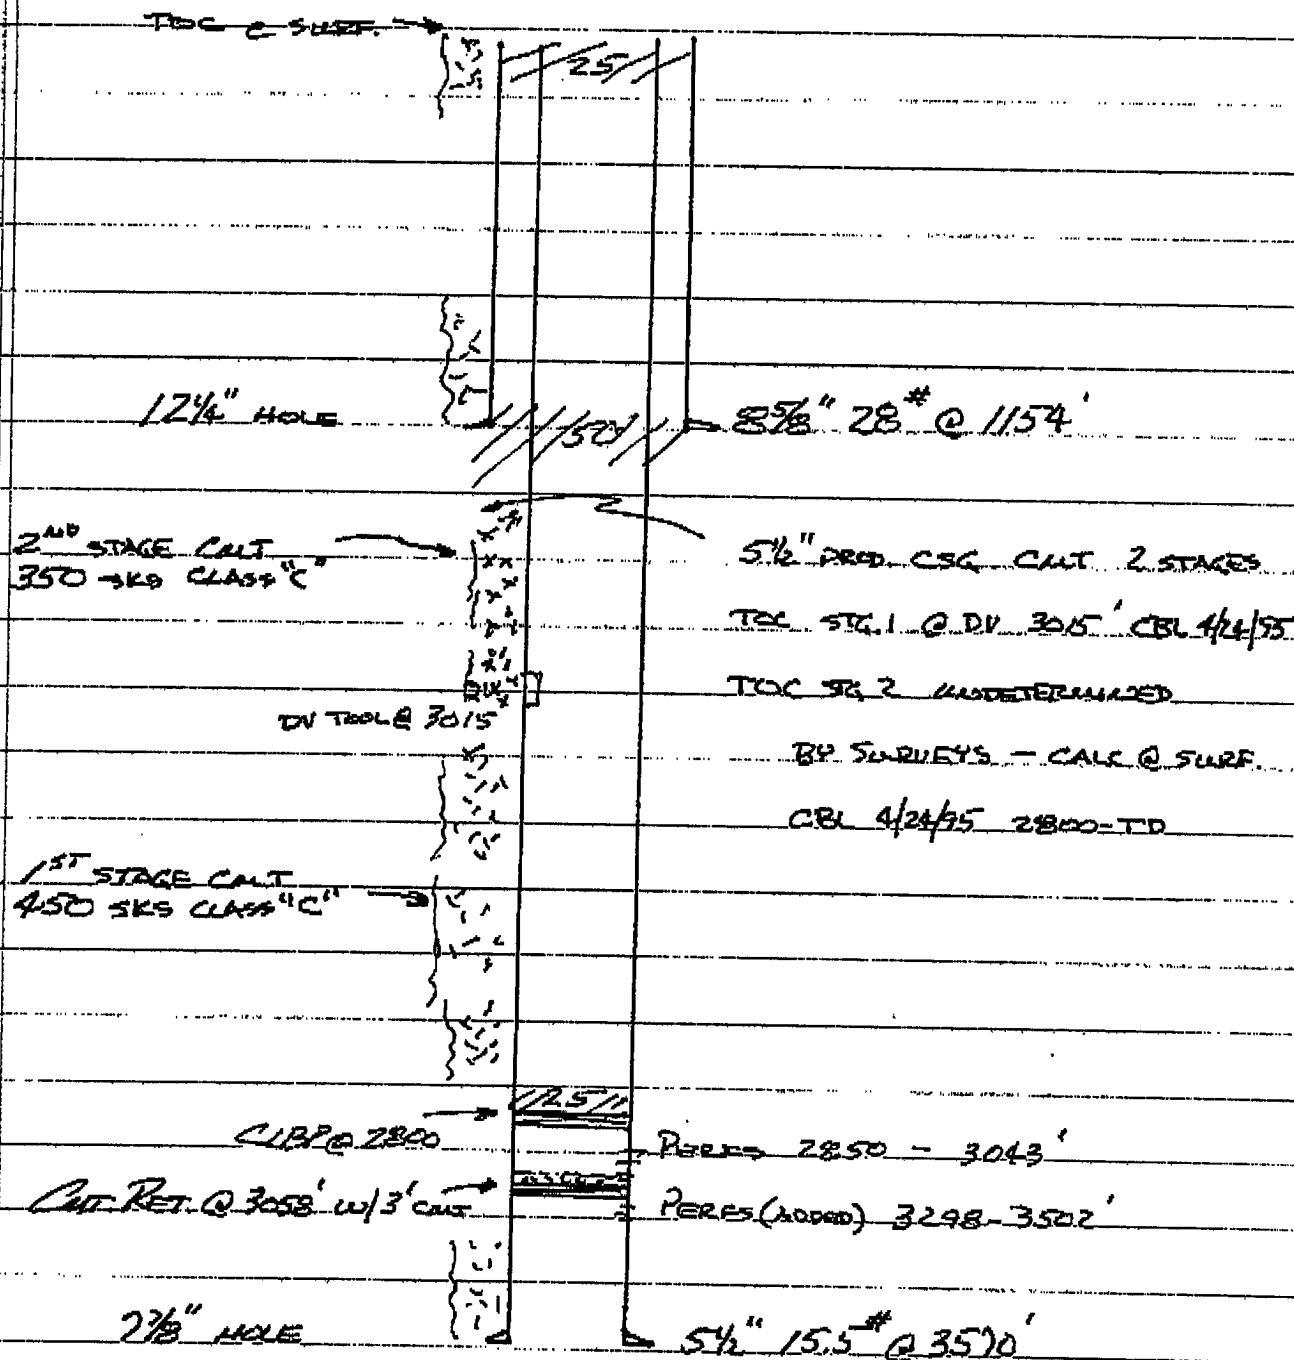 TOC @ SURF.
25
12¼" HOLE
8⅝" 28# @ 1154'
50'
2ND STAGE CMT
350 SKS CLASS "C"
5½" PROD. CSG CMT 2 STAGES
TOC STG. 1 @ DV 3015' CBL 4/24/95
TOC STG 2 UNDETERMINED
DV TOOL @ 3015
BY SURVEYS - CALC @ SURF.
CBL 4/24/95 2800-TD
1ST STAGE CMT
450 SKS CLASS "C"
25
CIBP @ 2800
PERFS 2850 - 3043'
CMT RET. @ 3058' W/3' CMT
PERFS (ADDED) 3298-3502'
7⅞" HOLE
5½" 15.5# @ 3570'